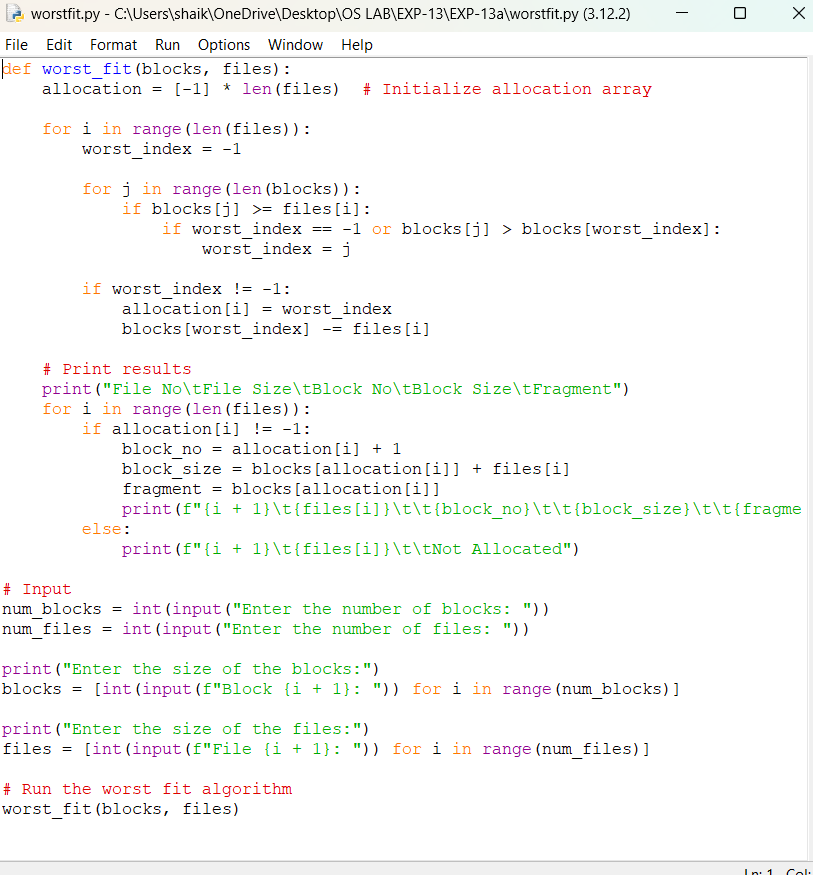 worstfit.py - C:\Users\shaik\OneDrive\Desktop\OS LAB\EXP-13\EXP-13a\worstfit.py (3.12.2)
File Edit Format Run Options Window Help
def worst_fit(blocks, files):
    allocation = [-1] * len(files)  # Initialize allocation array

    for i in range(len(files)):
        worst_index = -1

        for j in range(len(blocks)):
            if blocks[j] >= files[i]:
                if worst_index == -1 or blocks[j] > blocks[worst_index]:
                    worst_index = j

        if worst_index != -1:
            allocation[i] = worst_index
            blocks[worst_index] -= files[i]

    # Print results
    print("File No\tFile Size\tBlock No\tBlock Size\tFragment")
    for i in range(len(files)):
        if allocation[i] != -1:
            block_no = allocation[i] + 1
            block_size = blocks[allocation[i]] + files[i]
            fragment = blocks[allocation[i]]
            print(f"{i + 1}\t{files[i]}\t\t{block_no}\t\t{block_size}\t\t{fragme
        else:
            print(f"{i + 1}\t{files[i]}\t\tNot Allocated")

# Input
num_blocks = int(input("Enter the number of blocks: "))
num_files = int(input("Enter the number of files: "))

print("Enter the size of the blocks:")
blocks = [int(input(f"Block {i + 1}: ")) for i in range(num_blocks)]

print("Enter the size of the files:")
files = [int(input(f"File {i + 1}: ")) for i in range(num_files)]

# Run the worst fit algorithm
worst_fit(blocks, files)
Ln: 1 Col: